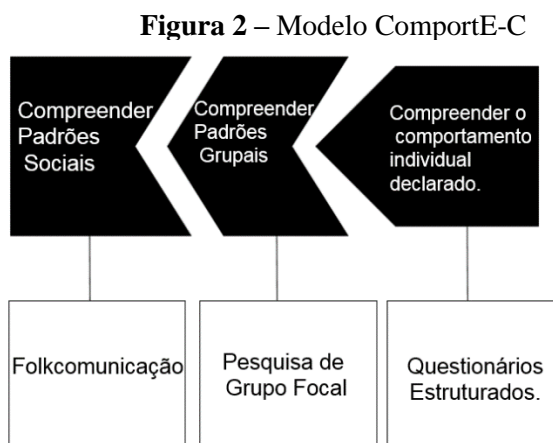 Figura 2 – Modelo ComportE-C
Compreender
Padrões
Sociais
Compreender
Padrões
Grupais
Compreender o
comportamento
individual
declarado.
Folkcomunicação
Pesquisa de
Grupo Focal
Questionários
Estruturados.